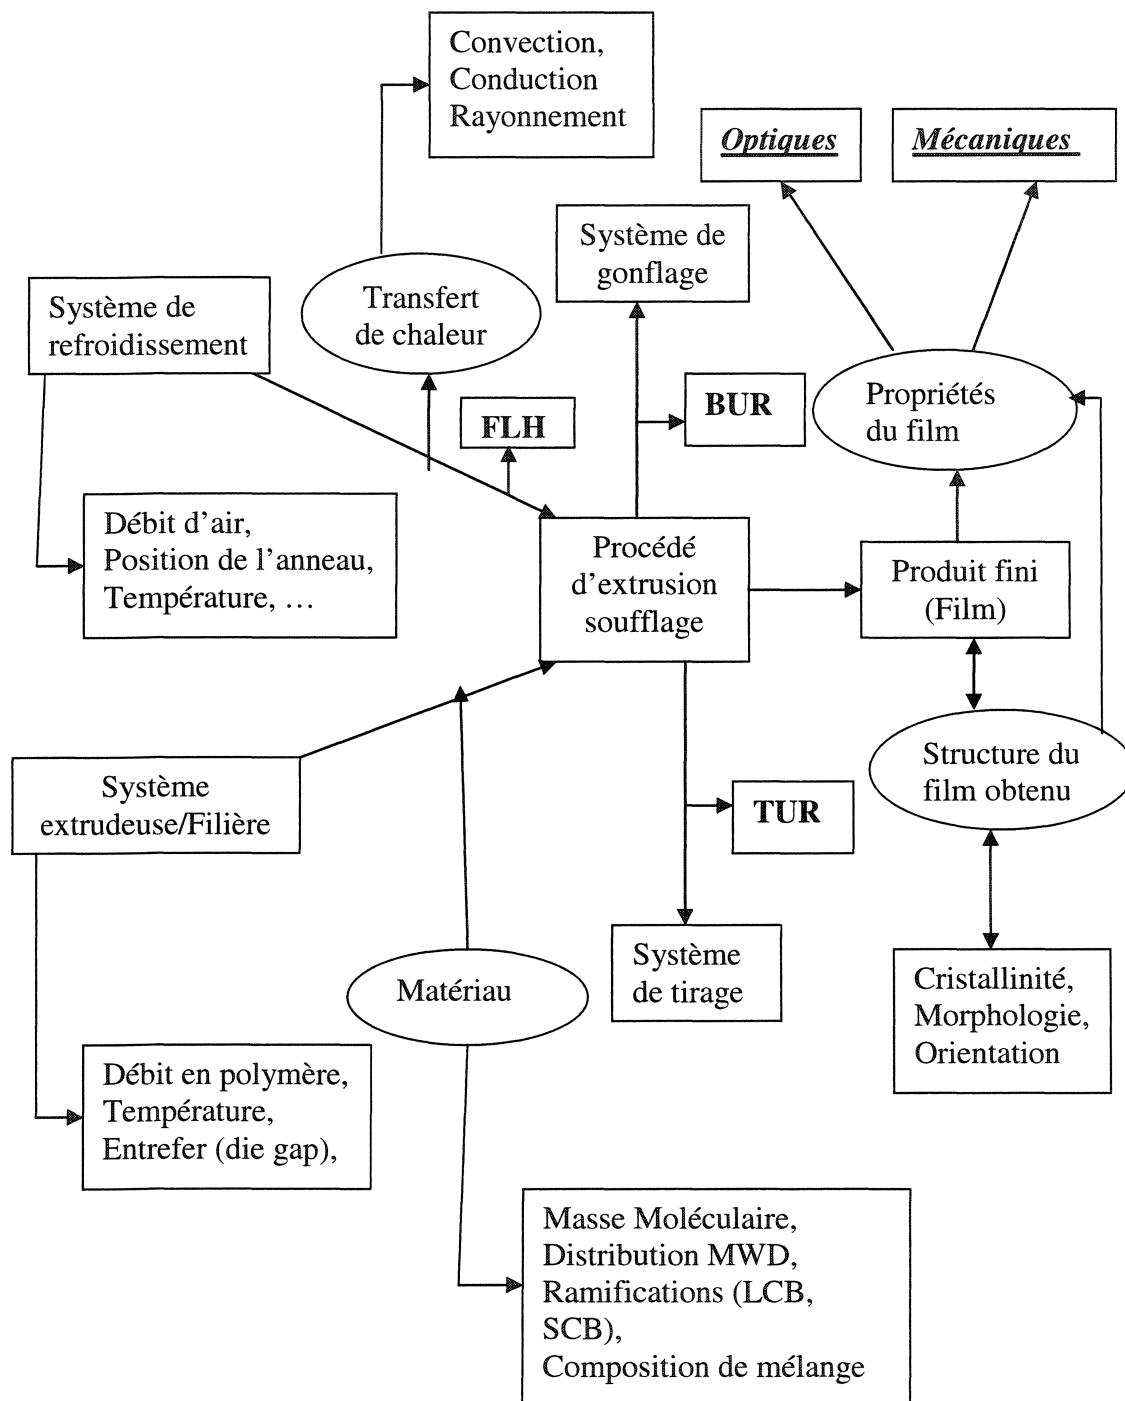 Convection,
Conduction
Rayonnement
Optiques
Mécaniques
Système de
gonflage
Système de
refroidissement
Transfert
de chaleur
FLH
BUR
Propriétés
du film
Débit d'air,
Position de l'anneau,
Température, …
Procédé
d'extrusion
soufflage
Produit fini
(Film)
Système
extrudeuse/Filière
TUR
Structure du
film obtenu
Matériau
Système
de tirage
Cristallinité,
Morphologie,
Orientation
Débit en polymère,
Température,
Entrefer (die gap),
Masse Moléculaire,
Distribution MWD,
Ramifications (LCB,
SCB),
Composition de mélange